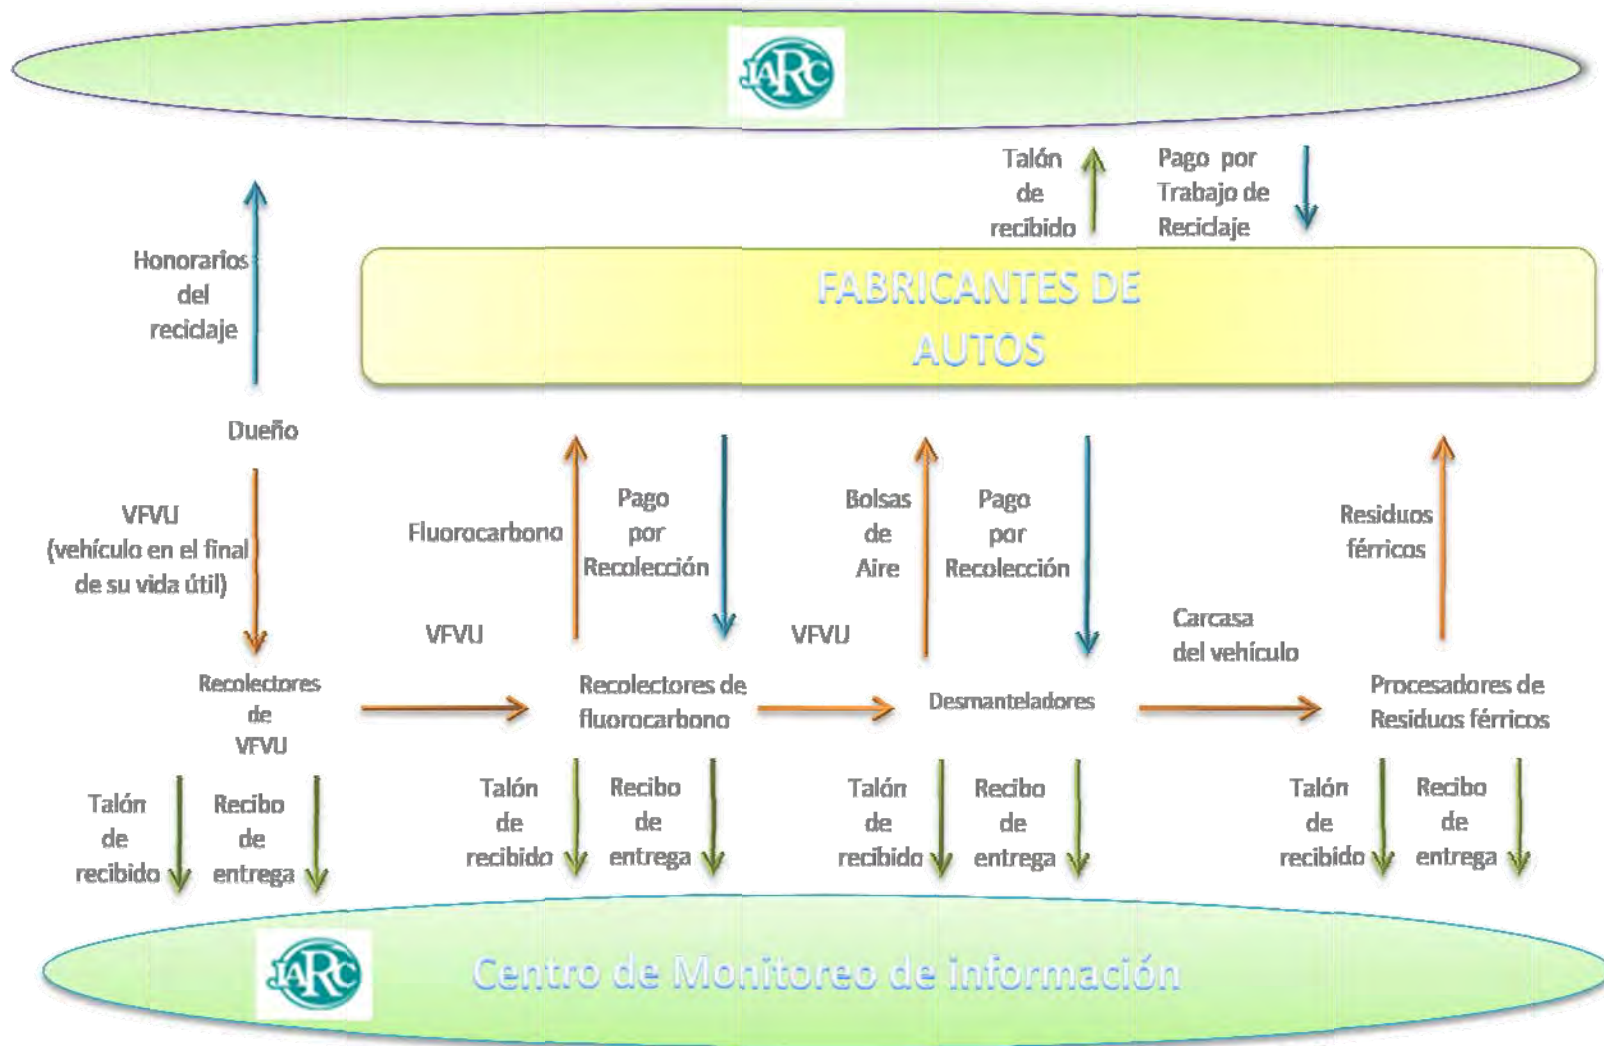 JARC
Talón
de
recibido
Pago por
Trabajo de
Reciclaje
Honorarios
del
reciclaje
FABRICANTES DE
AUTOS
Dueño
VFVU
(vehículo en el final
de su vida útil)
Fluorocarbono
Pago
por
Recolección
Bolsas
de
Aire
Pago
por
Recolección
Residuos
férricos
VFVU
VFVU
Carcasa
del vehículo
Recolectores
de
VFVU
Recolectores de
fluorocarbono
Desmanteladores
Procesadores de
Residuos férricos
Talón
de
recibido
Recibo
de
entrega
Talón
de
recibido
Recibo
de
entrega
Talón
de
recibido
Recibo
de
entrega
Talón
de
recibido
Recibo
de
entrega
JARC
Centro de Monitoreo de información